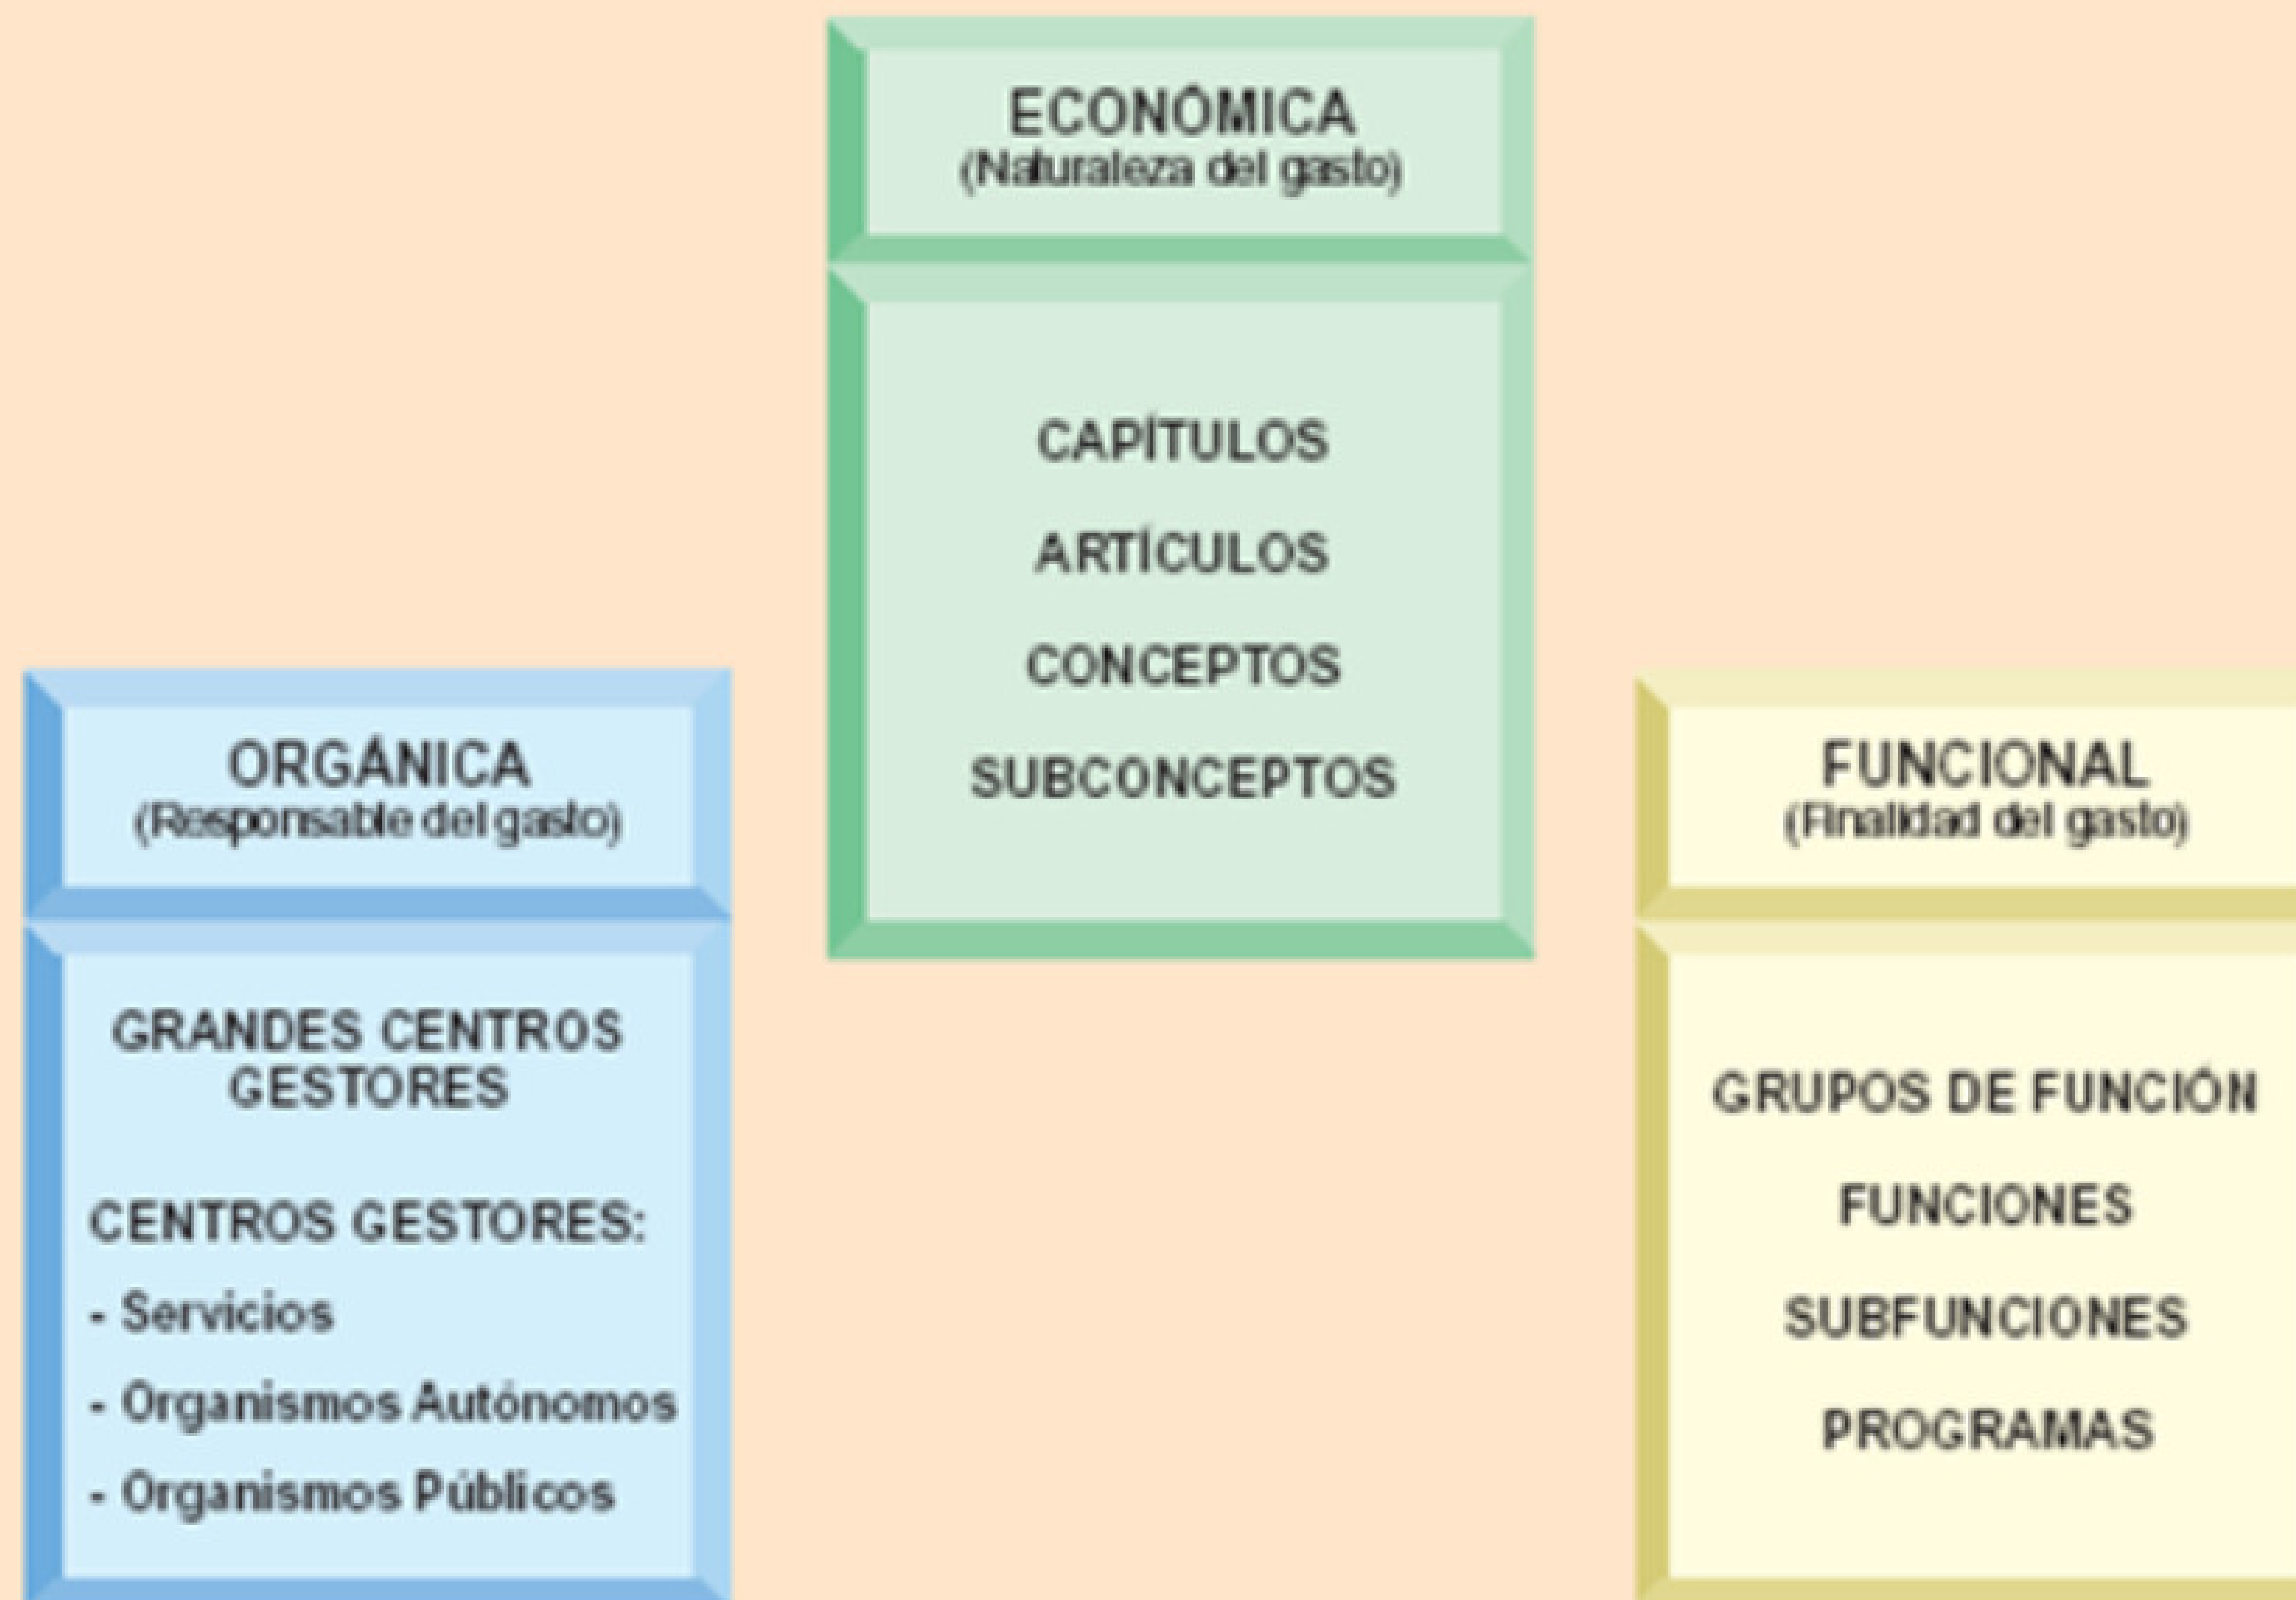 ECONÓMICA
(Naturaleza del gasto)
CAPÍTULOS
ARTÍCULOS
CONCEPTOS
SUBCONCEPTOS
ORGÁNICA
(Responsable del gasto)
GRANDES CENTROS
GESTORES
CENTROS GESTORES:
- Servicios
- Organismos Autónomos
- Organismos Públicos
FUNCIONAL
(Finalidad del gasto)
GRUPOS DE FUNCIÓN
FUNCIONES
SUBFUNCIONES
PROGRAMAS